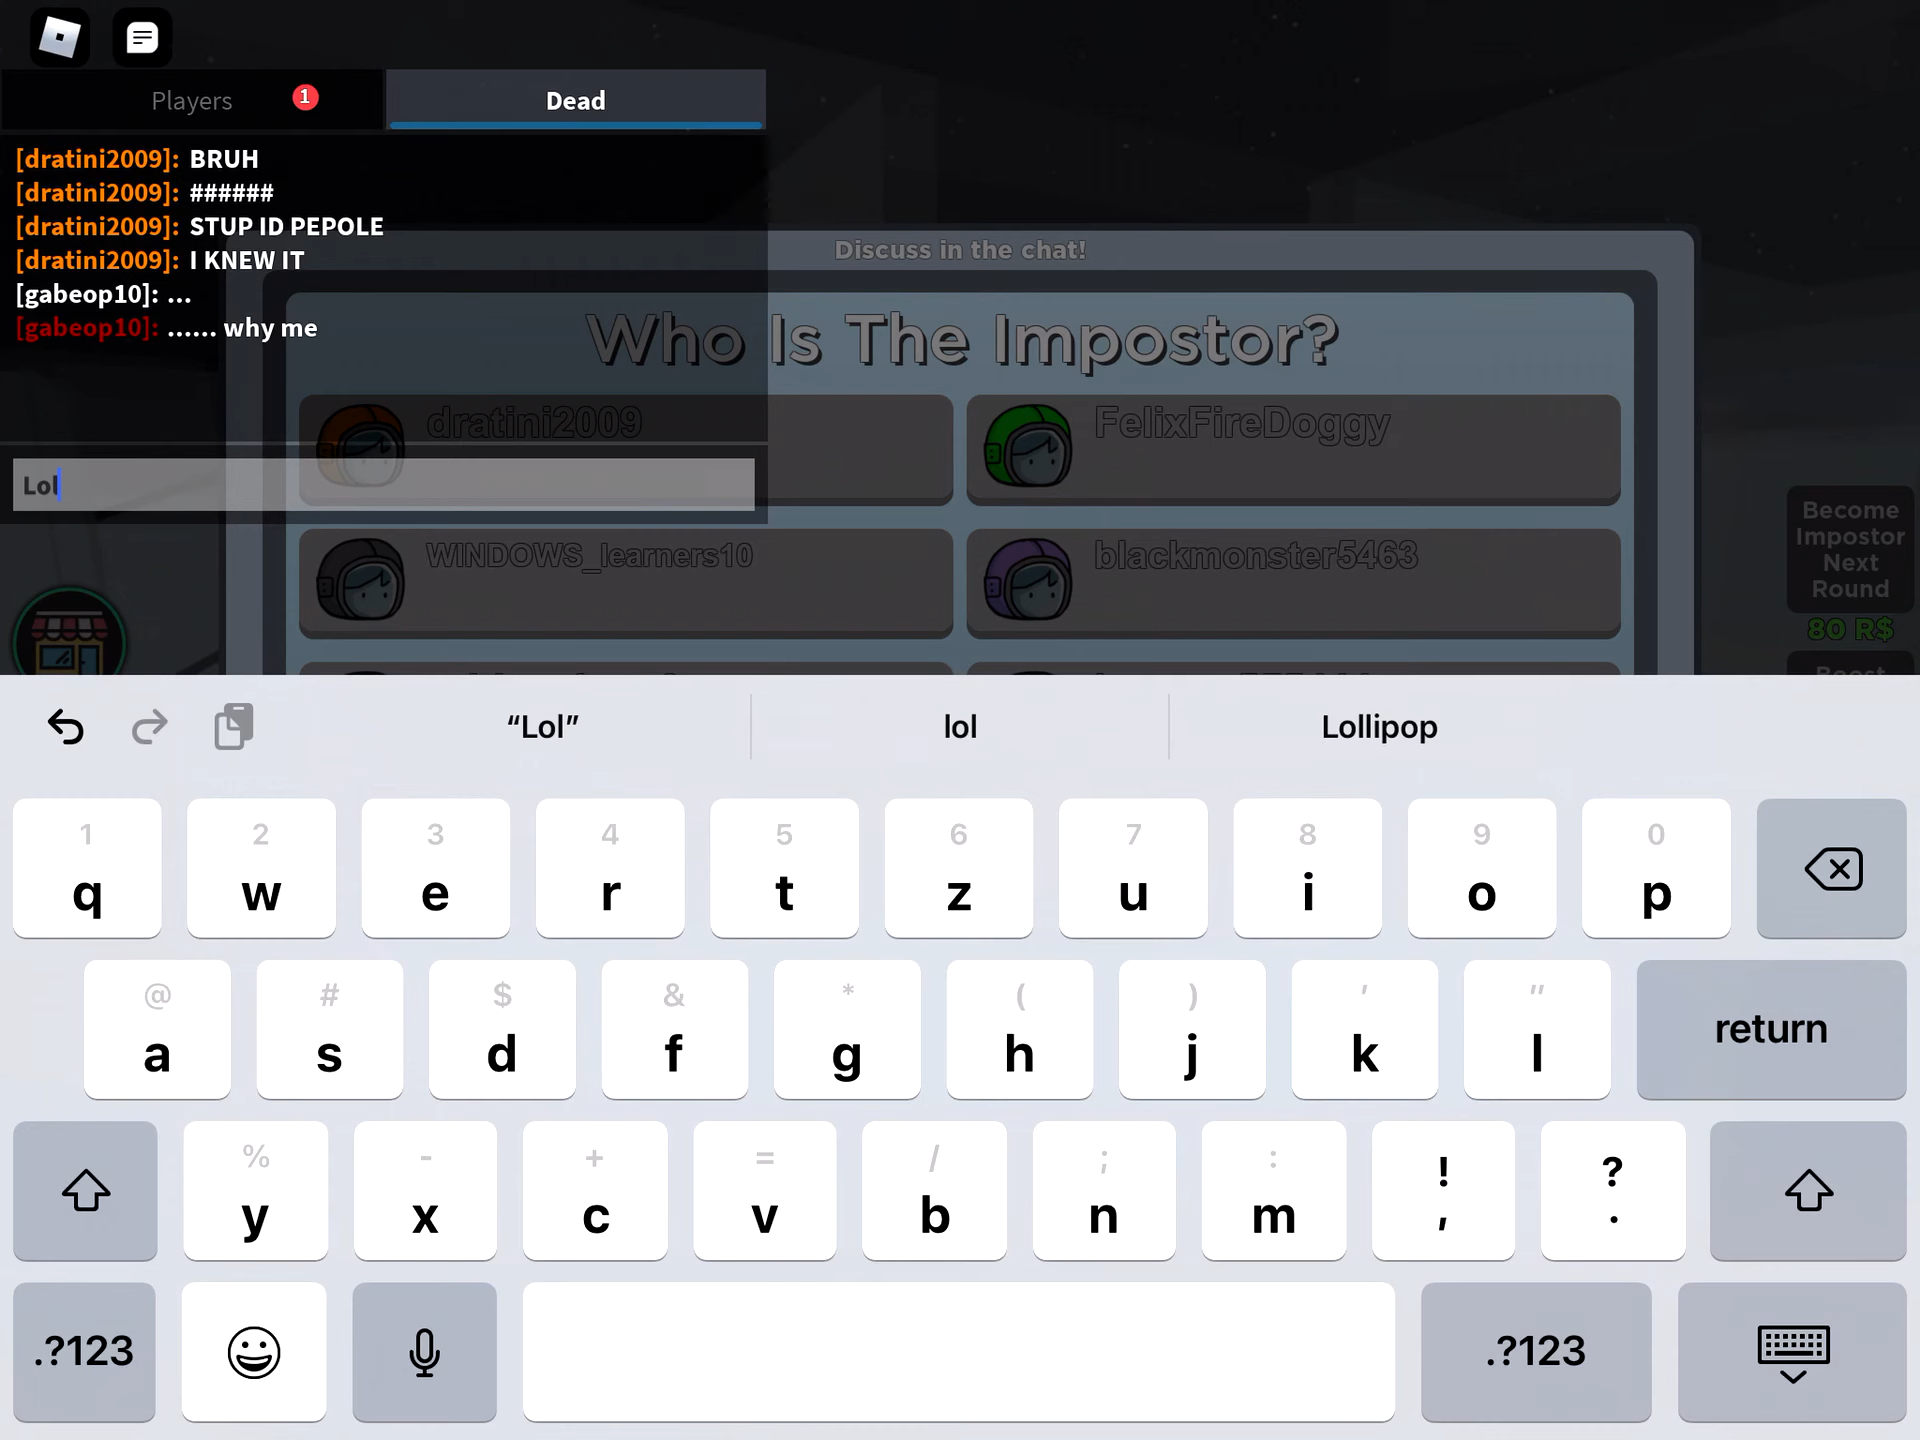 Players 1 Dead
[dratini2009]: BRUH
[dratini2009]: ######
[dratini2009]: STUP ID PEPOLE
[dratini2009]: I KNEW IT
[gabeop10]: ...
[gabeop10]: ...... why me
Lol
Discuss in the chat!
Who Is The Impostor?
dratini2009 FelixFireDoggy
WINDOWS_learners10 blackmonster5463
Become
Impostor
Next
Round
80 R$
Boost
“Lol” lol Lollipop
1 2 3 4 5 6 7 8 9 0
q w e r t z u i o p
@ # $ & * ( ) ' "
a s d f g h j k l return
% - + = / ; : ! ?
y x c v b n m , .
.?123 .?123